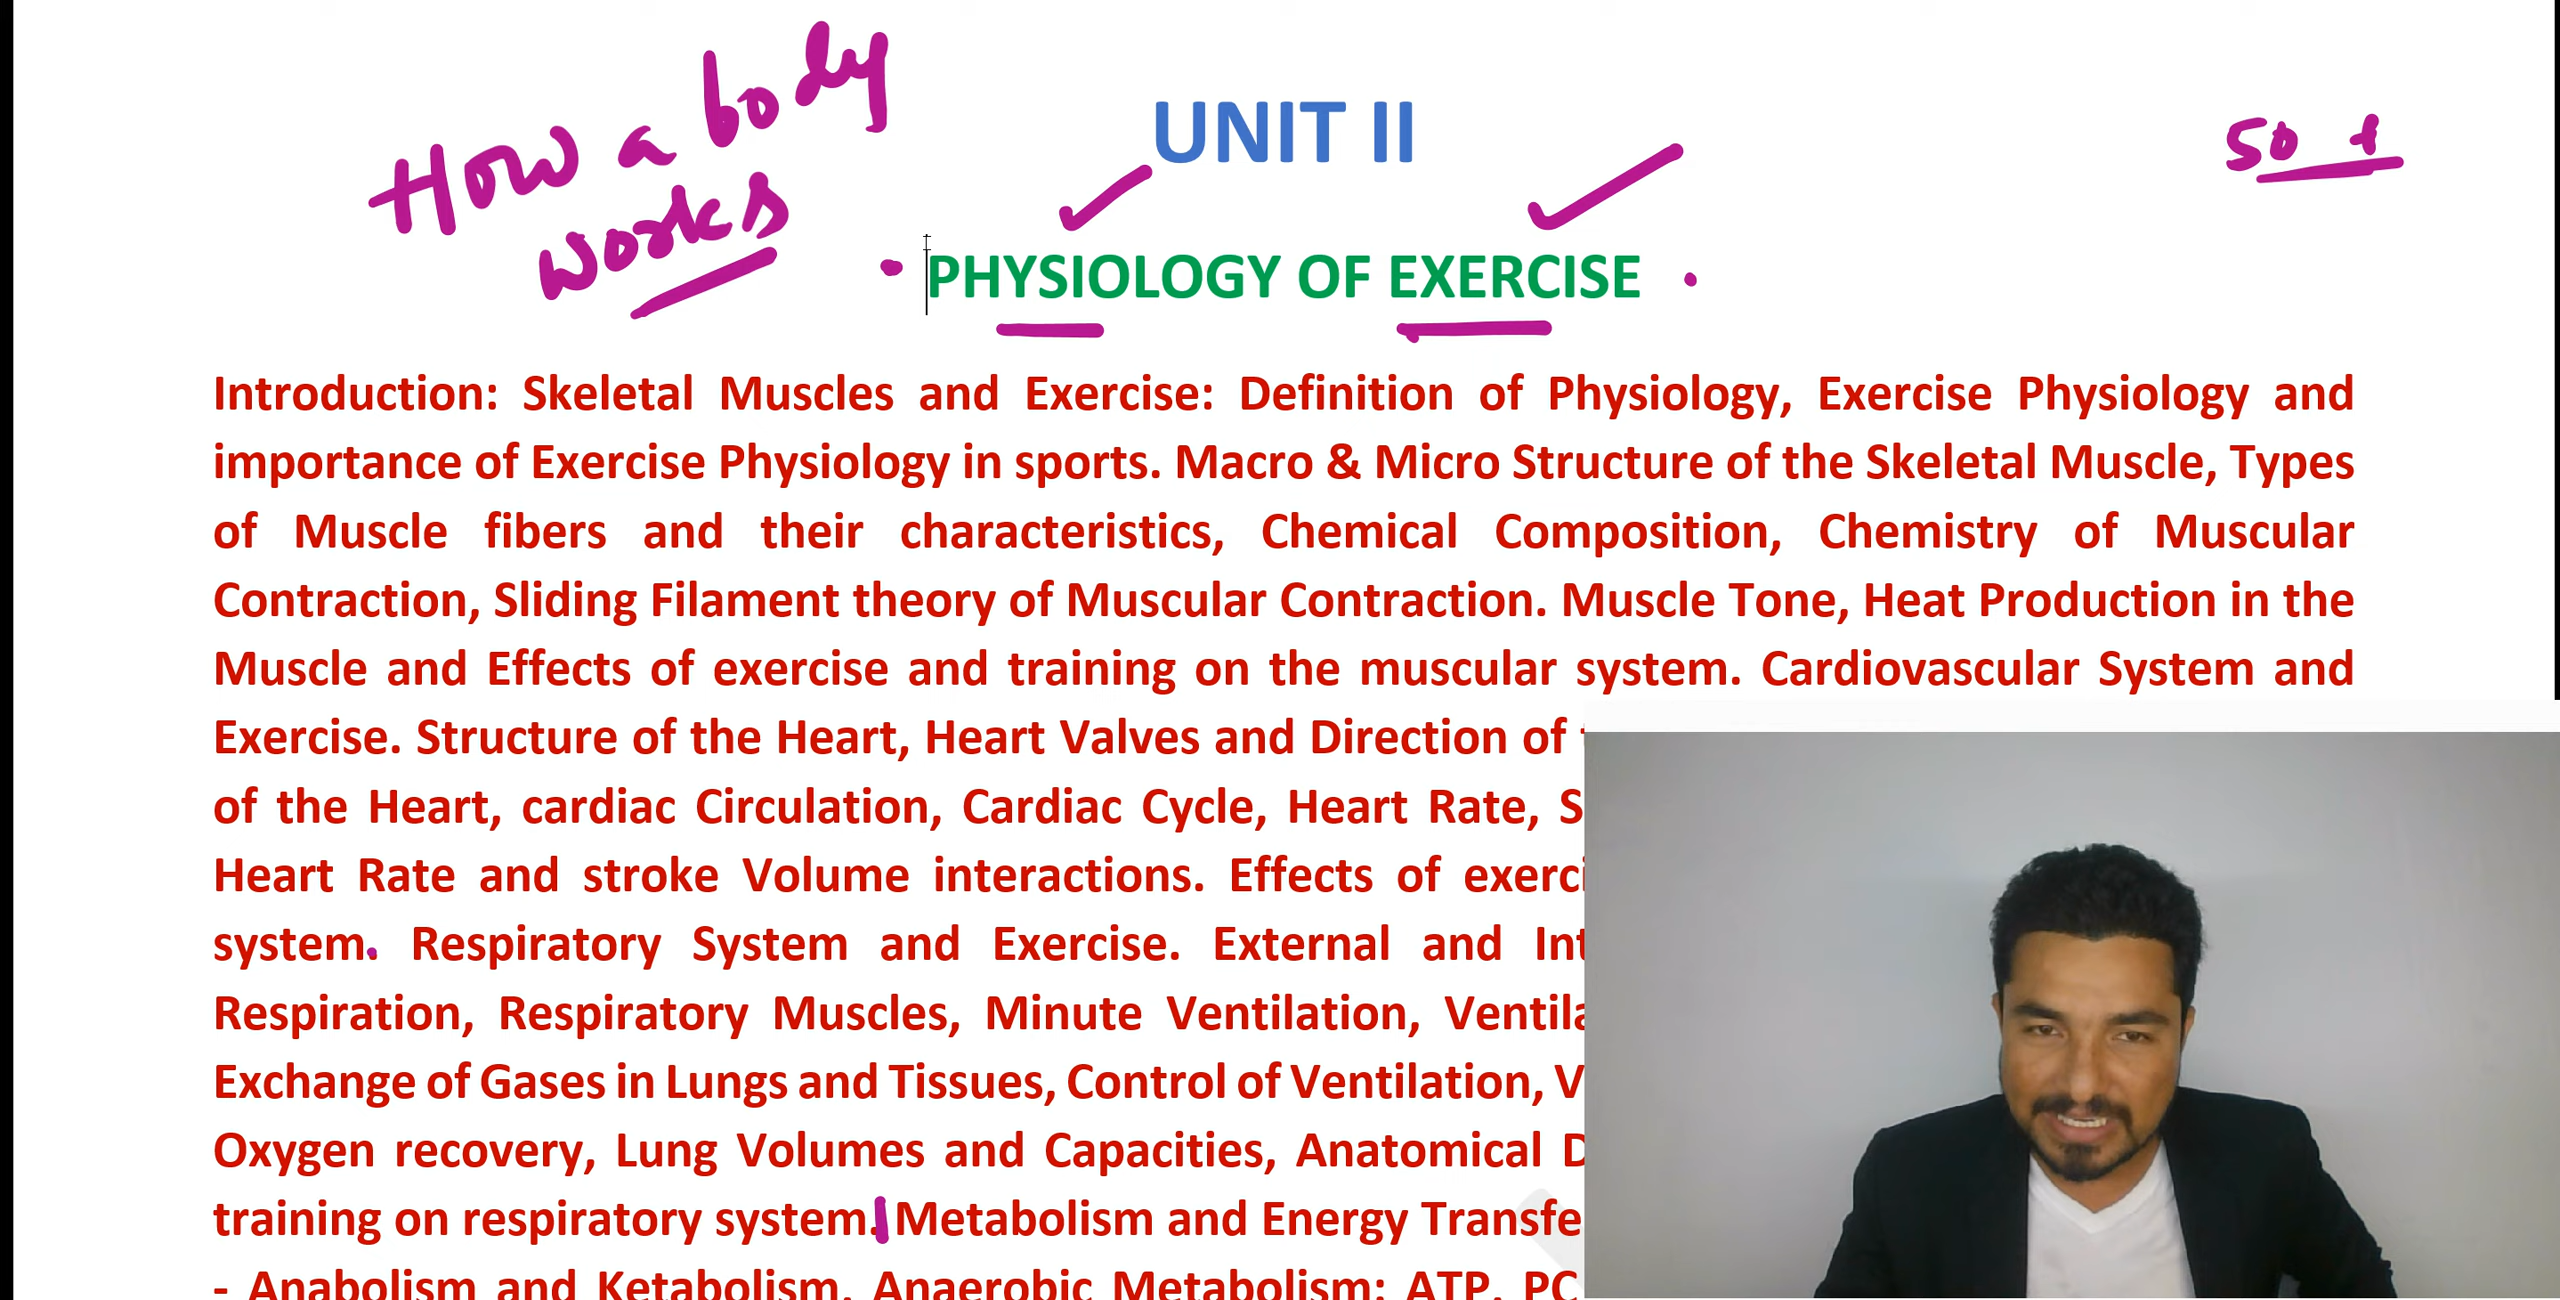 How a body
works
50 +
UNIT II
PHYSIOLOGY OF EXERCISE
Introduction: Skeletal Muscles and Exercise: Definition of Physiology, Exercise Physiology and
importance of Exercise Physiology in sports. Macro & Micro Structure of the Skeletal Muscle, Types
of Muscle fibers and their characteristics, Chemical Composition, Chemistry of Muscular
Contraction, Sliding Filament theory of Muscular Contraction. Muscle Tone, Heat Production in the
Muscle and Effects of exercise and training on the muscular system. Cardiovascular System and
Exercise. Structure of the Heart, Heart Valves and Direction of
of the Heart, cardiac Circulation, Cardiac Cycle, Heart Rate, S
Heart Rate and stroke Volume interactions. Effects of exerci
system. Respiratory System and Exercise. External and Int
Respiration, Respiratory Muscles, Minute Ventilation, Ventila
Exchange of Gases in Lungs and Tissues, Control of Ventilation, V
Oxygen recovery, Lung Volumes and Capacities, Anatomical D
training on respiratory system. Metabolism and Energy Transfe
- Anabolism and Ketabolism. Anaerobic Metabolism: ATP, PC